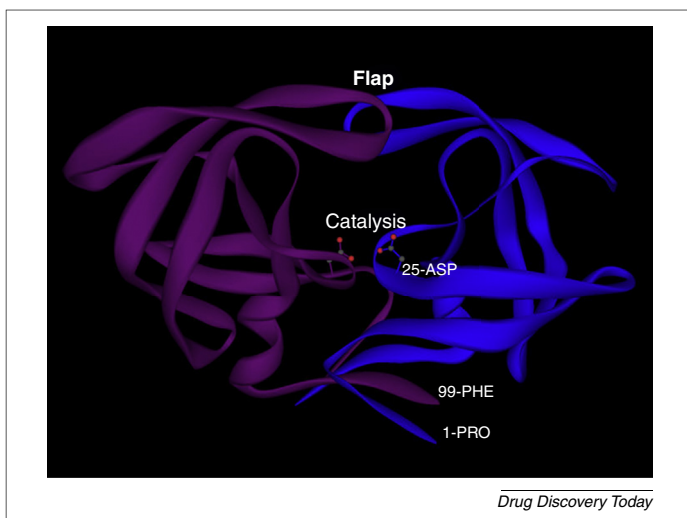 Flap
Catalysis
25-ASP
99-PHE
1-PRO
Drug Discovery Today